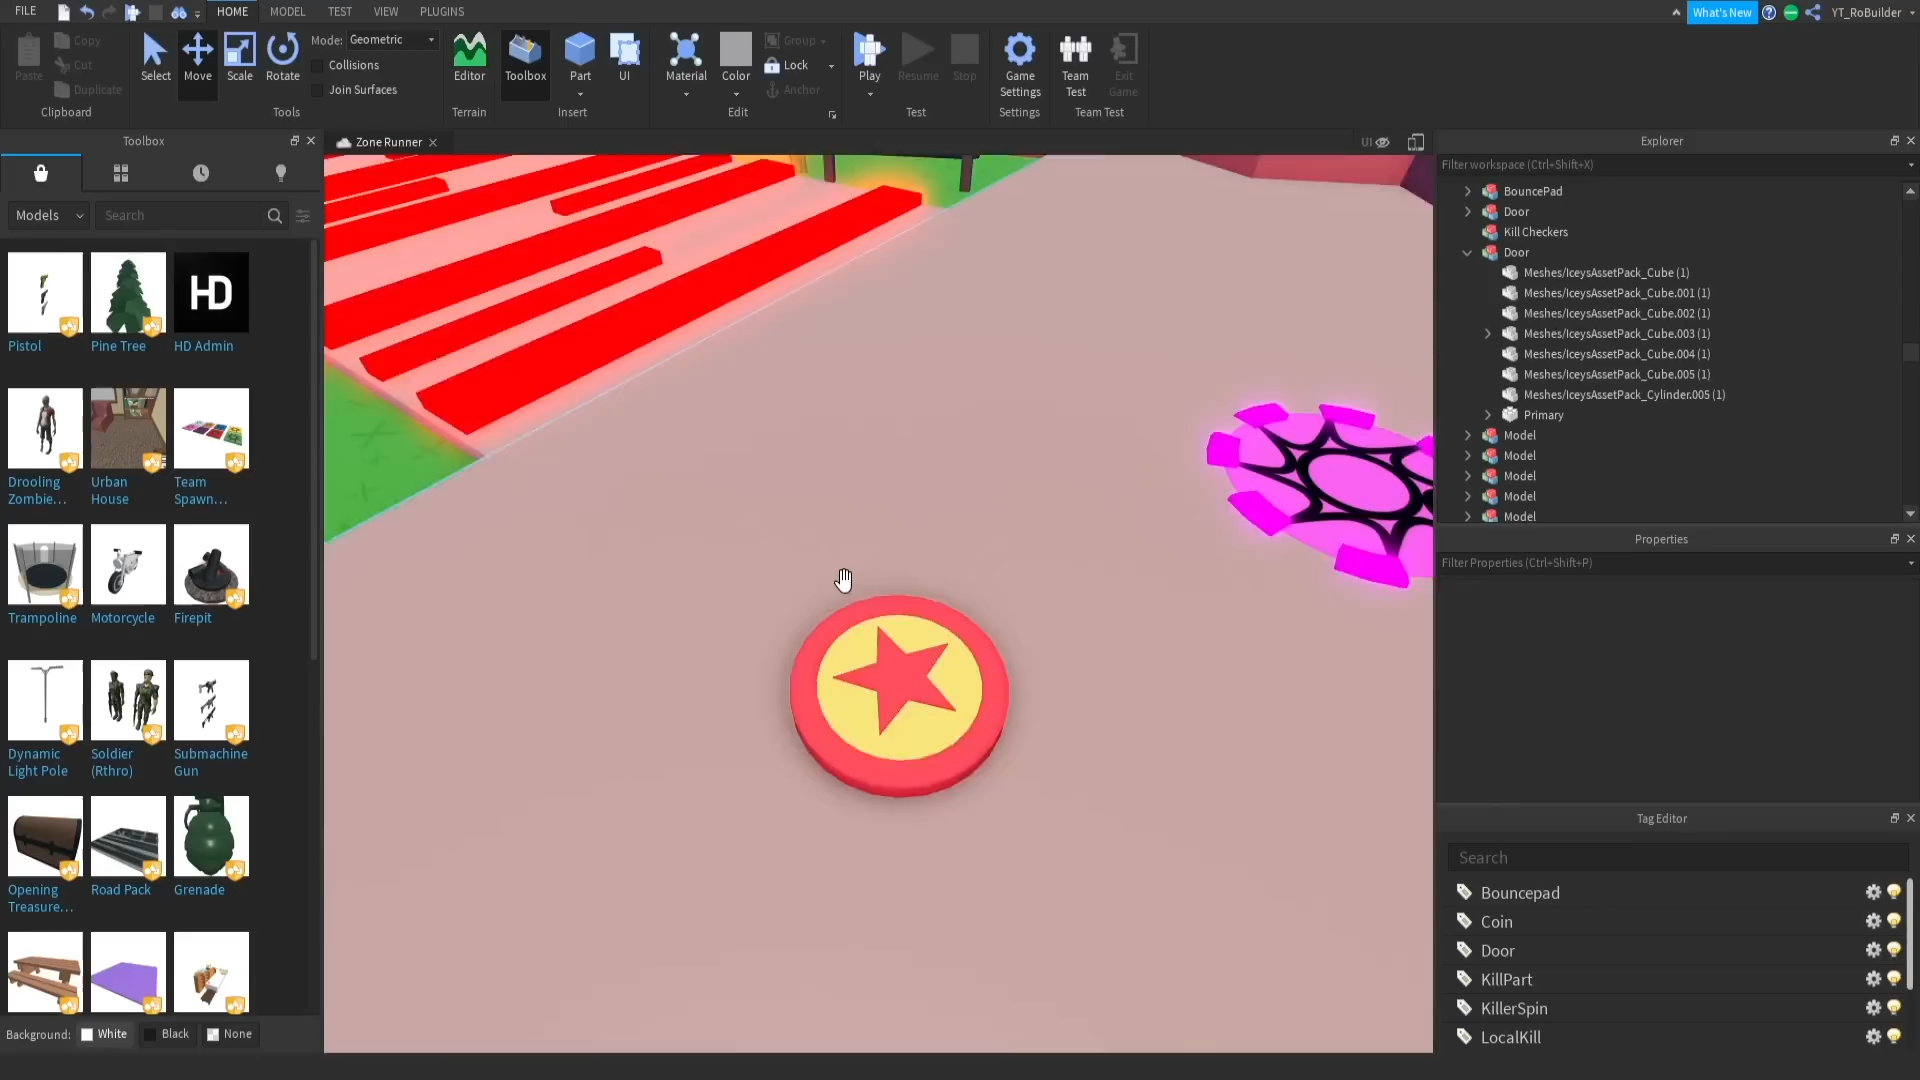 FILE
HOME
MODEL
TEST
VIEW
PLUGINS
What's New
YT_RoBuilder
Paste
Copy
Cut
Duplicate
Clipboard
Select
Move
Scale
Rotate
Mode: Geometric
Collisions
Join Surfaces
Tools
Editor
Terrain
Toolbox
Part
UI
Insert
Material
Color
Group
Lock
Anchor
Edit
Play
Resume
Stop
Test
Game
Settings
Settings
Team
Test
Exit
Game
Team Test
Toolbox
Models
Search
Pistol
Pine Tree
HD
HD Admin
Drooling
Zombie...
Urban
House
Team
Spawn...
Trampoline
Motorcycle
Firepit
Dynamic
Light Pole
Soldier
(Rthro)
Submachine
Gun
Opening
Treasure...
Road Pack
Grenade
Background:
White
Black
None
Zone Runner
UI
Explorer
Filter workspace (Ctrl+Shift+X)
BouncePad
Door
Kill Checkers
Door
Meshes/IceysAssetPack_Cube (1)
Meshes/IceysAssetPack_Cube.001 (1)
Meshes/IceysAssetPack_Cube.002 (1)
Meshes/IceysAssetPack_Cube.003 (1)
Meshes/IceysAssetPack_Cube.004 (1)
Meshes/IceysAssetPack_Cube.005 (1)
Meshes/IceysAssetPack_Cylinder.005 (1)
Primary
Model
Model
Model
Model
Model
Properties
Filter Properties (Ctrl+Shift+P)
Tag Editor
Search
Bouncepad
Coin
Door
KillPart
KillerSpin
LocalKill